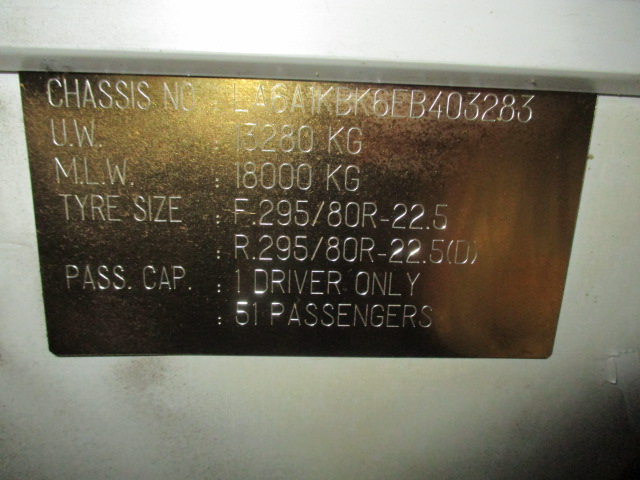 CHASSIS NO : LA6A1KBK6EB403283
U.W. : 13280 KG
M.L.W. : 18000 KG
TYRE SIZE : F.295/80R-22.5
: R.295/80R-22.5(D)
PASS. CAP. : 1 DRIVER ONLY
: 51 PASSENGERS